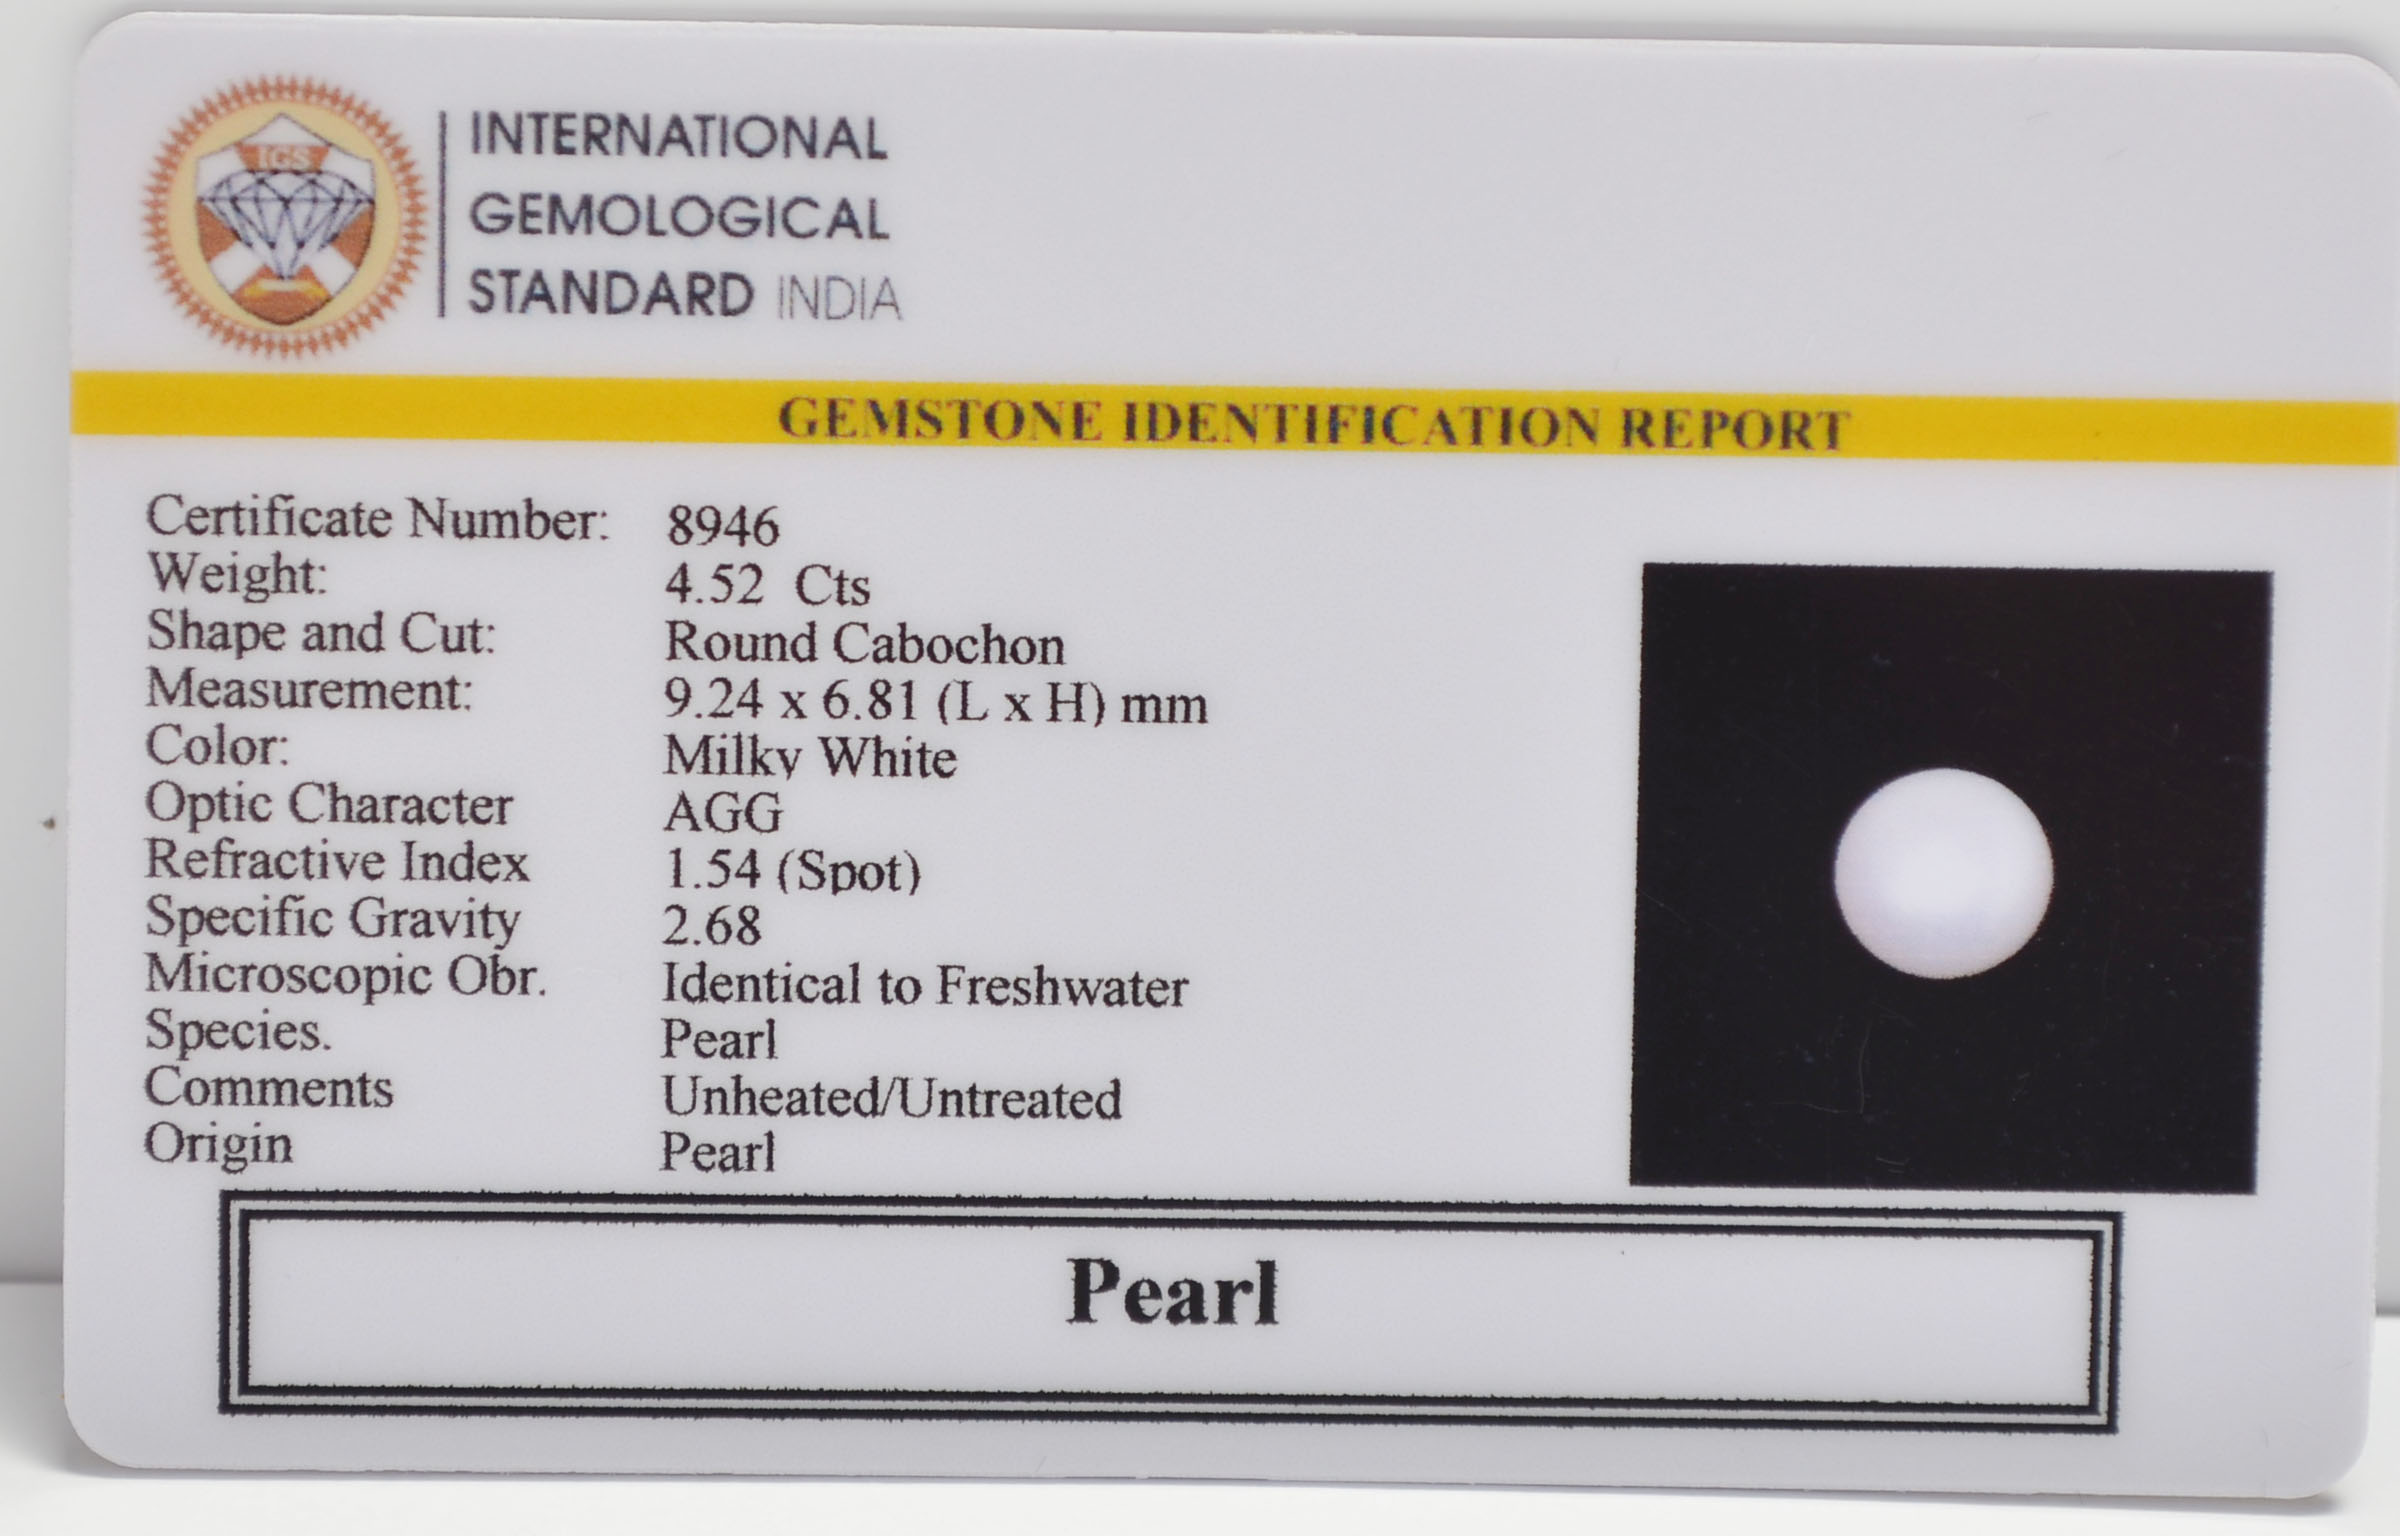 IGS
INTERNATIONAL
GEMOLOGICAL
STANDARD INDIA
GEMSTONE IDENTIFICATION REPORT
Certificate Number: 8946
Weight: 4.52 Cts
Shape and Cut: Round Cabochon
Measurement: 9.24 x 6.81 (L x H) mm
Color: Milky White
Optic Character AGG
Refractive Index 1.54 (Spot)
Specific Gravity 2.68
Microscopic Obr. Identical to Freshwater
Species. Pearl
Comments Unheated/Untreated
Origin Pearl
Pearl